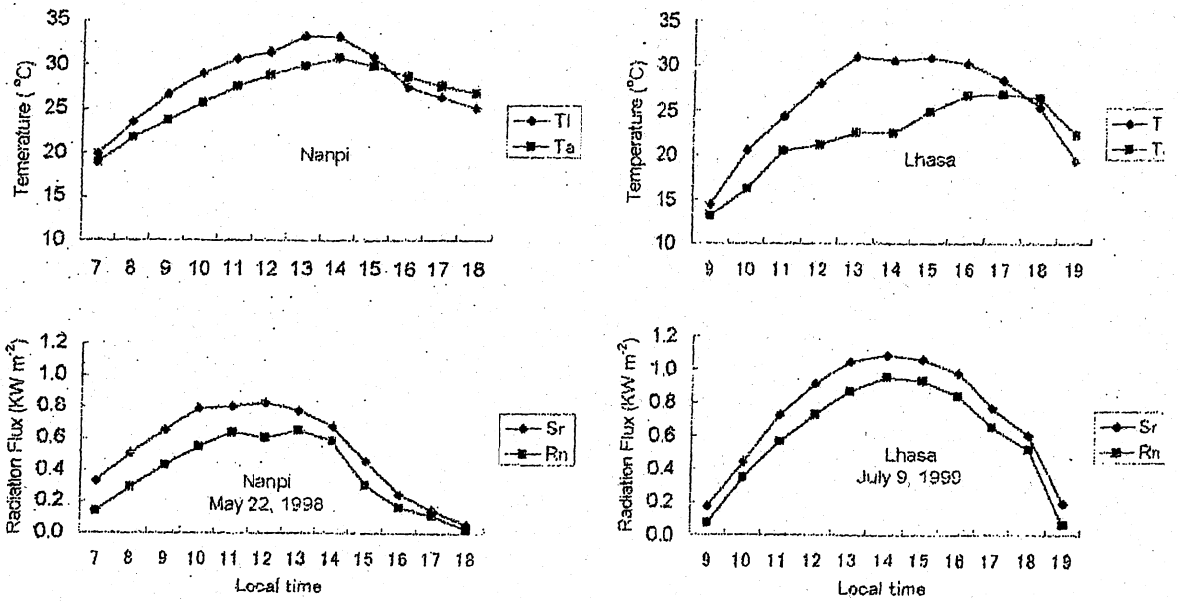 35
30
25
20
15
10
Temerature ( °C)
Nanpi
Tl
Ta
7 8 9 10 11 12 13 14 15 16 17 18
35
30
25
20
15
10
Temperature (°C)
Lhasa
T
T
9 10 11 12 13 14 15 16 17 18 19
1.2
1.0
0.8
0.6
0.4
0.2
0.0
Radiation Flux (KW m⁻²)
Nanpi
May 22, 1998
Sr
Rn
7 8 9 10 11 12 13 14 15 16 17 18
Local time
1.2
1.0
0.8
0.6
0.4
0.2
0.0
Radiation Flux (KW m⁻²)
Lhasa
July 9, 1999
Sr
Rn
9 10 11 12 13 14 15 16 17 18 19
Local time